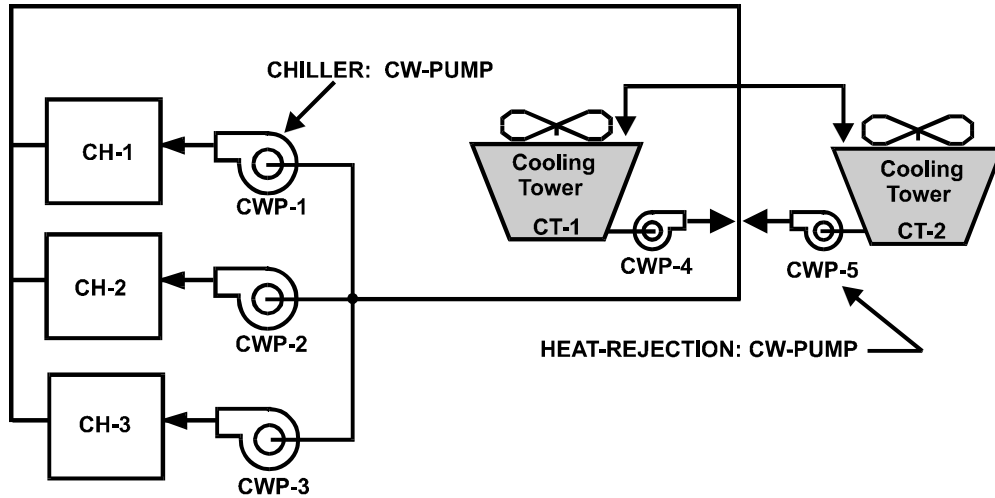 CHILLER: CW-PUMP
CH-1
CWP-1
Cooling
Tower
CT-1
Cooling
Tower
CT-2
CWP-4
CWP-5
CH-2
CWP-2
HEAT-REJECTION: CW-PUMP
CH-3
CWP-3